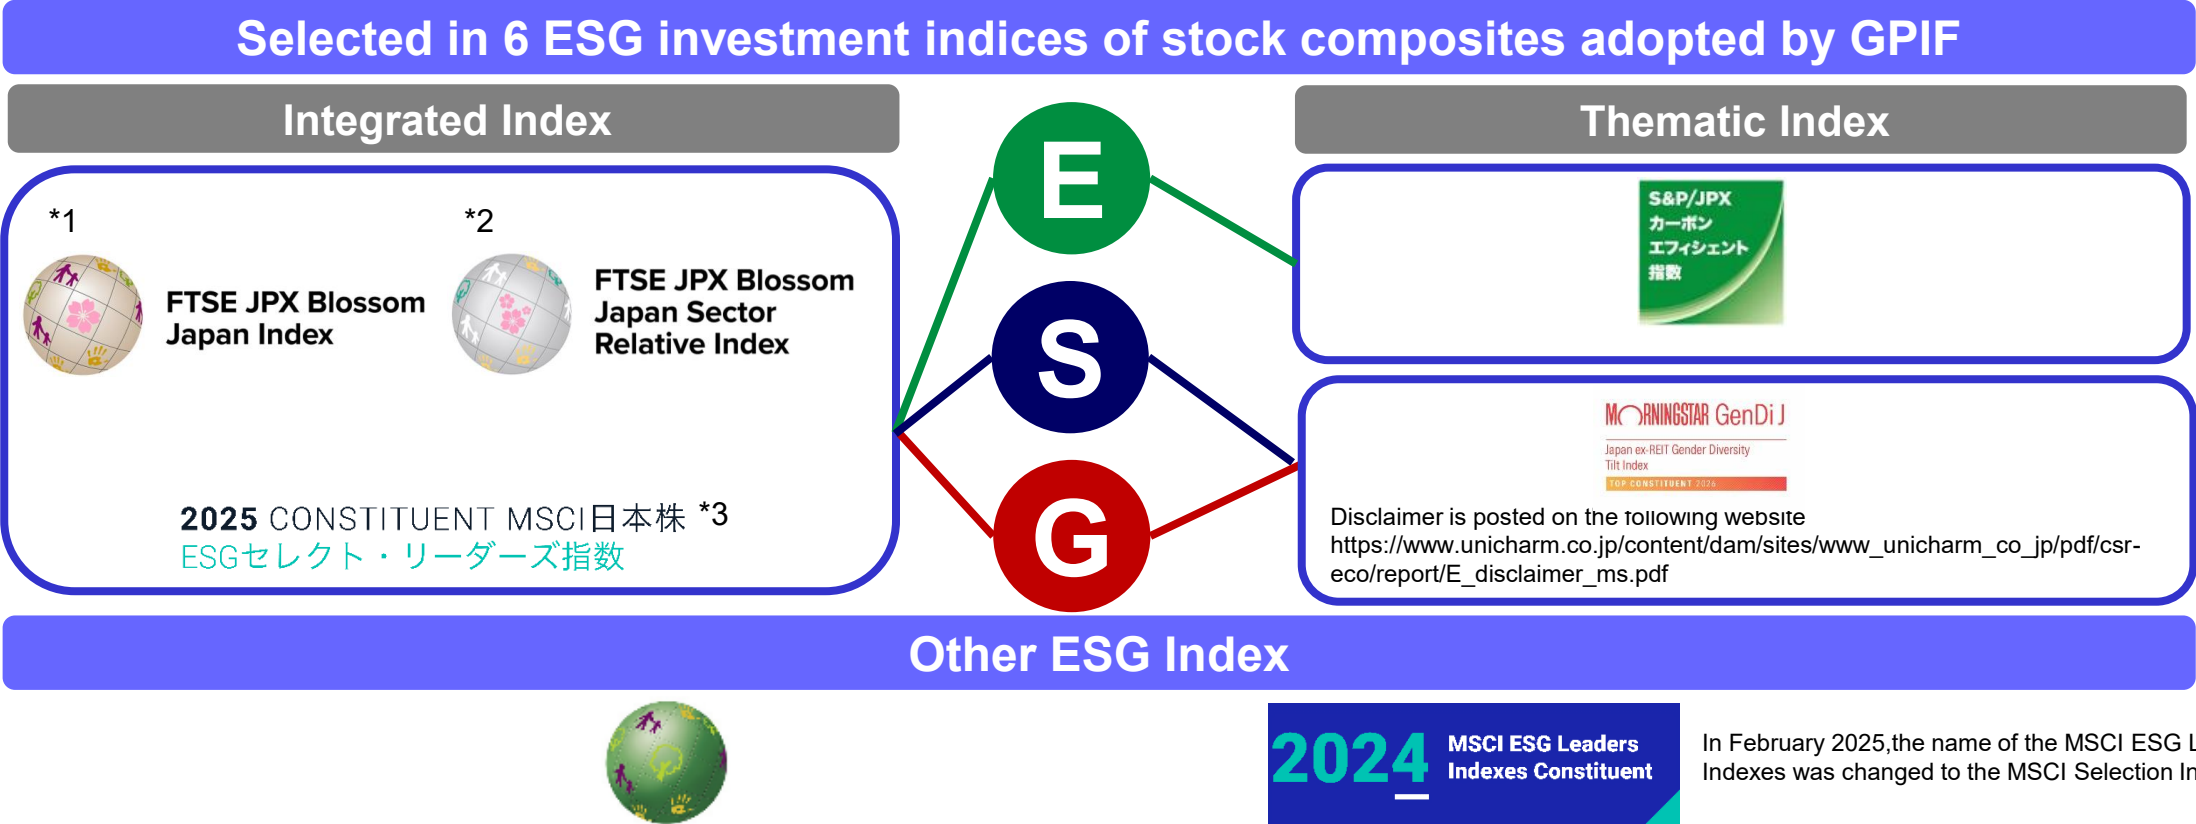 Selected in 6 ESG investment indices of stock composites adopted by GPIF
Integrated Index
*1
FTSE JPX Blossom
Japan Index
*2
FTSE JPX Blossom
Japan Sector
Relative Index
2025 CONSTITUENT MSCI日本株 *3
ESGセレクト・リーダーズ指数
E
S
G
Thematic Index
S&P/JPX
カーボン
エフィシェント
指数
MORNINGSTAR GenDi J
Japan ex-REIT Gender Diversity
Tilt Index
TOP CONSTITUENT 2026
Disclaimer is posted on the following website
https://www.unicharm.co.jp/content/dam/sites/www_unicharm_co_jp/pdf/csr-
eco/report/E_disclaimer_ms.pdf
Other ESG Index
2024 MSCI ESG Leaders
Indexes Constituent
In February 2025,the name of the MSCI ESG L
Indexes was changed to the MSCI Selection In